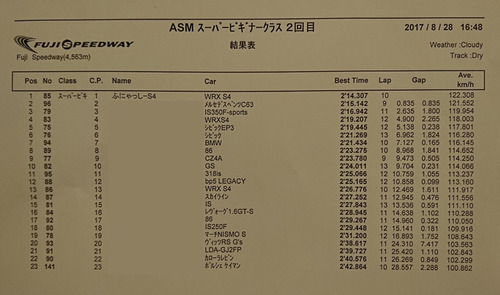 ASM スーパービギナークラス 2回目
2017 / 8 / 28 16:48
FUJI SPEEDWAY
結果表
Weather :Cloudy
Fuji Speedway(4,563m)
Track :Dry
Ave.
Pos No Class C.P. Name Car Best Time Lap Gap km/h
1 85 スーパービギ 1 ふにゃっしーS4 WRX S4 2'14.307 10 122.308
2 96 2 メルセデスベンツC63 2'15.142 9 0.835 0.835 121.552
3 79 3 IS350F-sports 2'16.942 11 2.635 1.800 119.954
4 83 4 WRXS4 2'19.207 12 4.900 2.265 118.003
5 75 5 シビックEP3 2'19.445 12 5.138 0.238 117.801
6 76 6 シビック 2'21.269 13 6.962 1.824 116.280
7 94 7 BMW 2'21.434 10 7.127 0.165 116.145
8 89 8 86 2'23.275 10 8.968 1.841 114.652
9 77 9 CZ4A 2'23.780 9 9.473 0.505 114.250
10 82 10 GS 2'24.011 13 9.704 0.231 114.066
11 95 11 318is 2'25.066 12 10.759 1.055 113.237
12 88 12 bp5 LEGACY 2'25.165 12 10.858 0.099 113.160
13 86 13 WRX S4 2'26.776 10 12.469 1.611 111.917
14 87 14 スカイライン 2'27.252 11 12.945 0.476 111.556
15 81 15 IS 2'27.843 13 13.536 0.591 111.110
16 84 16 レヴォーグ1.6GT-S 2'28.945 11 14.638 1.102 110.288
17 92 17 86 2'29.267 11 14.960 0.322 110.050
18 80 18 IS250F 2'29.448 12 15.141 0.181 109.916
19 78 19 マーチNISMO S 2'31.200 12 16.893 1.752 108.643
20 93 20 ヴィッツRS G's 2'38.617 11 24.310 7.417 103.563
21 91 21 LDA-GJ2FP 2'39.727 11 25.420 1.110 102.843
22 90 22 カローラレビン 2'40.576 11 26.269 0.849 102.299
23 141 23 ポルシェ ケイマン 2'42.864 10 28.557 2.288 100.862